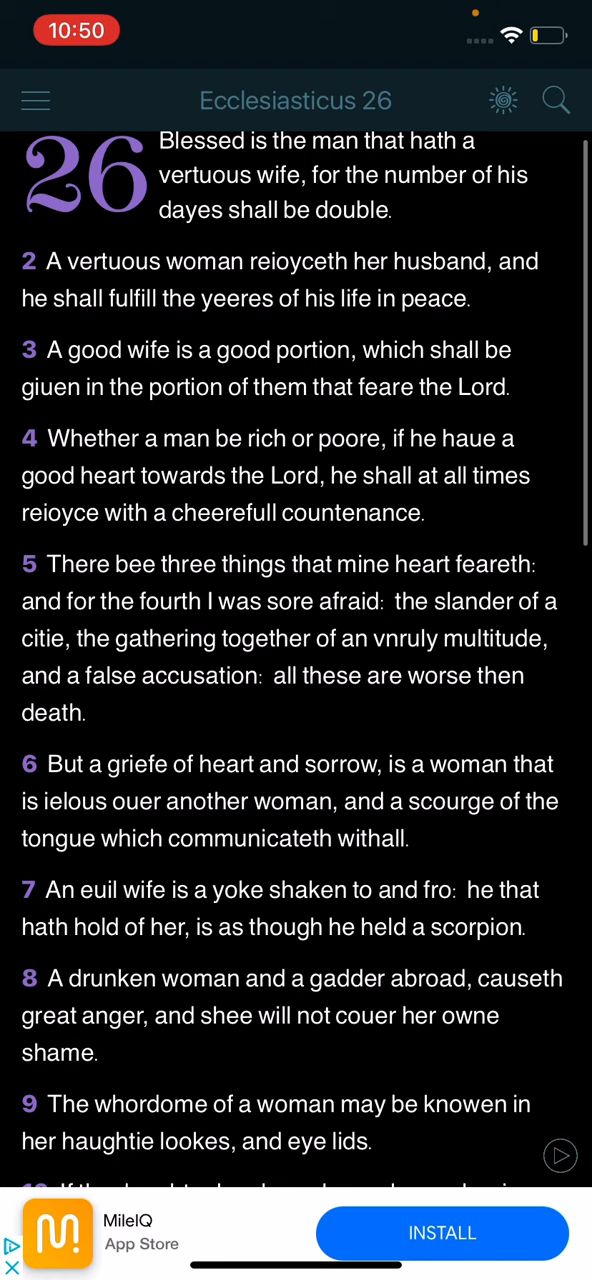 10:50
Ecclesiasticus 26
26 Blessed is the man that hath a
vertuous wife, for the number of his
dayes shall be double.
2 A vertuous woman reioyceth her husband, and
he shall fulfill the yeeres of his life in peace.
3 A good wife is a good portion, which shall be
giuen in the portion of them that feare the Lord.
4 Whether a man be rich or poore, if he haue a
good heart towards the Lord, he shall at all times
reioyce with a cheerefull countenance.
5 There bee three things that mine heart feareth:
and for the fourth I was sore afraid: the slander of a
citie, the gathering together of an vnruly multitude,
and a false accusation: all these are worse then
death.
6 But a griefe of heart and sorrow, is a woman that
is ielous ouer another woman, and a scourge of the
tongue which communicateth withall.
7 An euil wife is a yoke shaken to and fro: he that
hath hold of her, is as though he held a scorpion.
8 A drunken woman and a gadder abroad, causeth
great anger, and shee will not couer her owne
shame.
9 The whordome of a woman may be knowen in
her haughtie lookes, and eye lids.
MileIQ
App Store
INSTALL